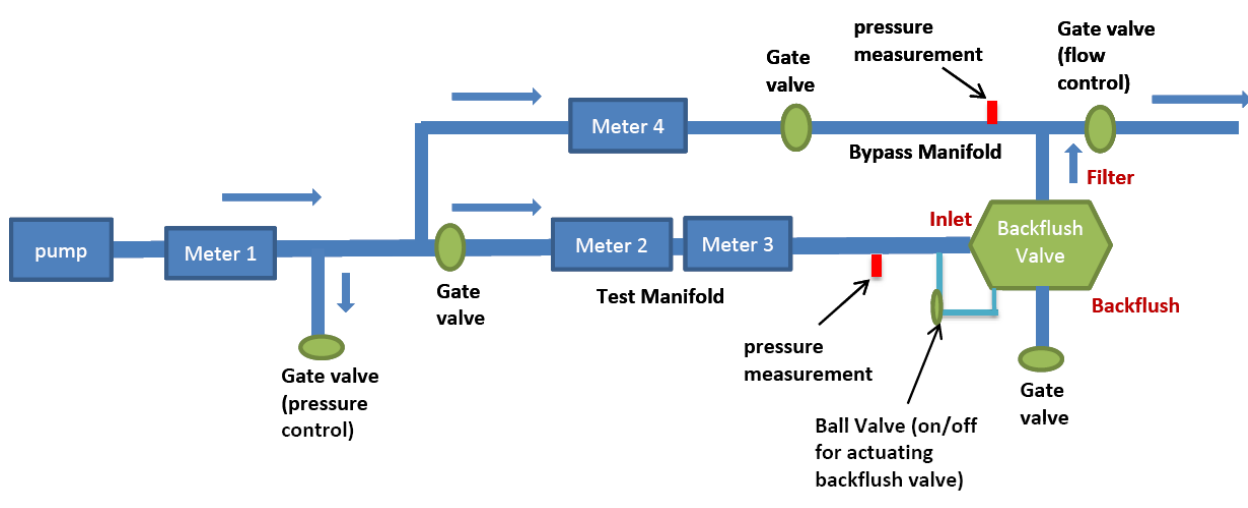 pressure
measurement
Gate valve
(flow
control)
Gate
valve
Meter 4
Bypass Manifold
Filter
Inlet
Backflush
Valve
pump
Meter 1
Meter 2
Meter 3
Gate
valve
Test Manifold
Backflush
pressure
measurement
Gate valve
(pressure
control)
Gate
valve
Ball Valve (on/off
for actuating
backflush valve)